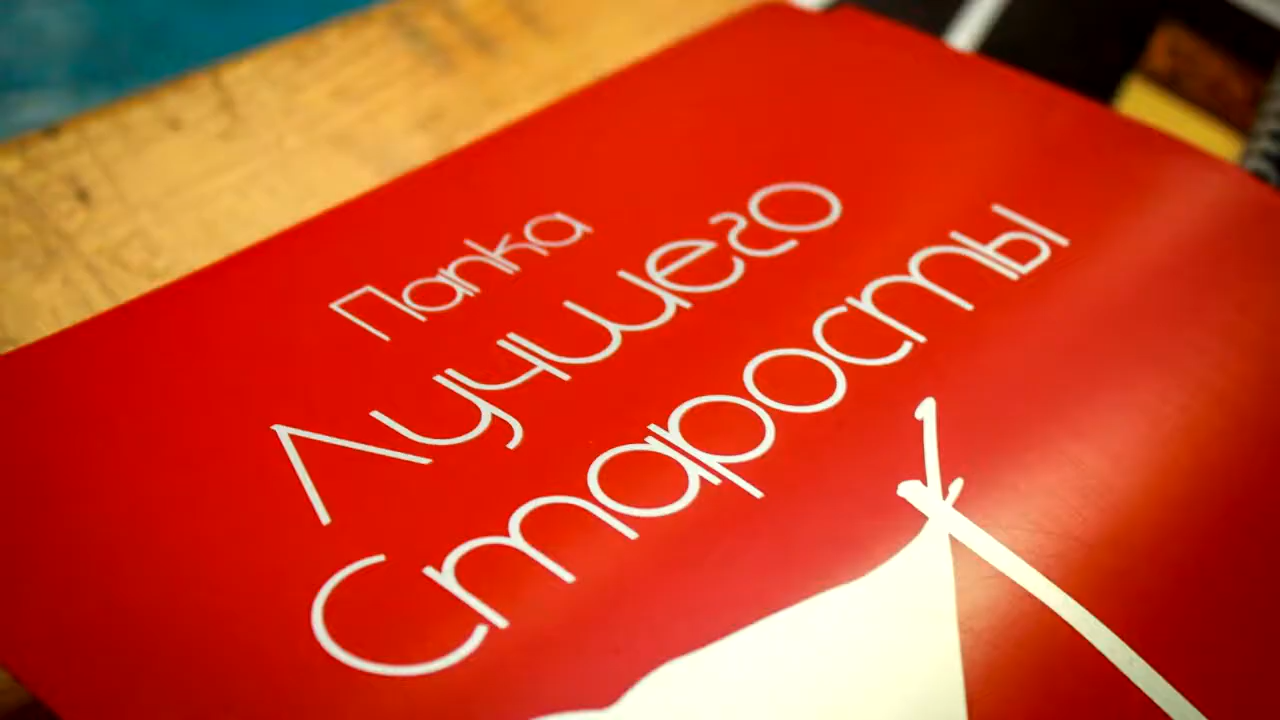 Папка
Лучшего
Старосты